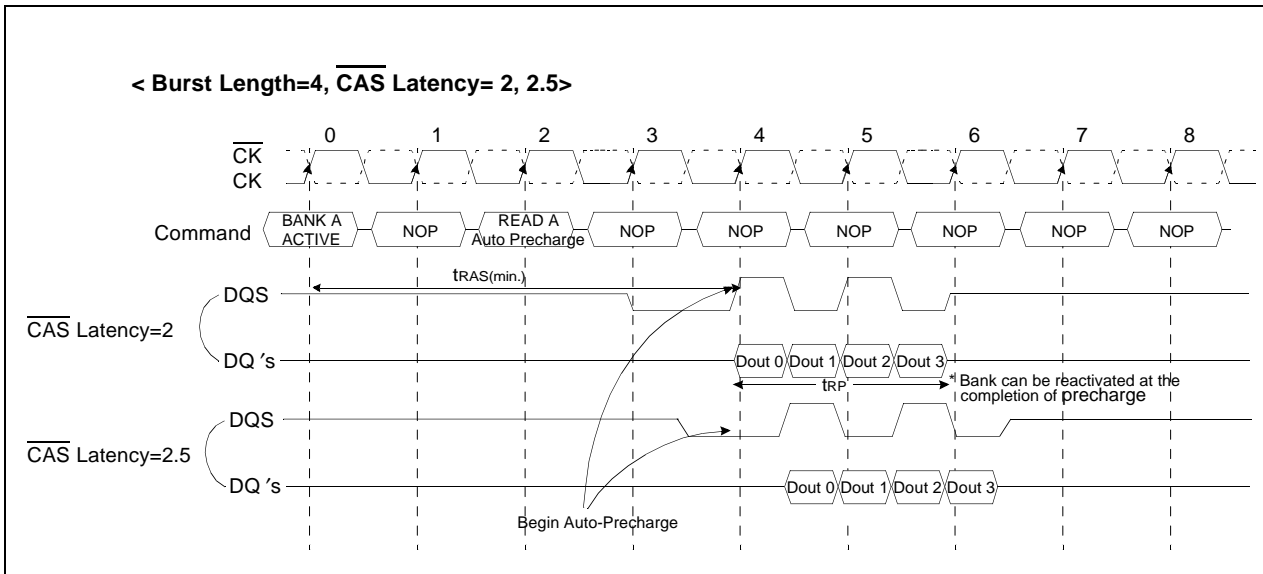 < Burst Length=4, CAS Latency= 2, 2.5>
0 1 2 3 4 5 6 7 8
CK
CK
Command
BANK A
ACTIVE
NOP
READ A
Auto Precharge
NOP
NOP
NOP
NOP
NOP
NOP
tRAS(min.)
DQS
CAS Latency=2
DQ ′s
Dout 0 Dout 1 Dout 2 Dout 3
tRP
* Bank can be reactivated at the
completion of precharge
DQS
CAS Latency=2.5
DQ ′s
Dout 0 Dout 1 Dout 2 Dout 3
Begin Auto-Precharge